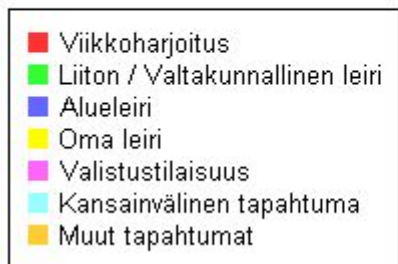 Viikkoharjoitus
Liiton / Valtakunnallinen leiri
Alueleiri
Oma leiri
Valistustilaisuus
Kansainvälinen tapahtuma
Muut tapahtumat